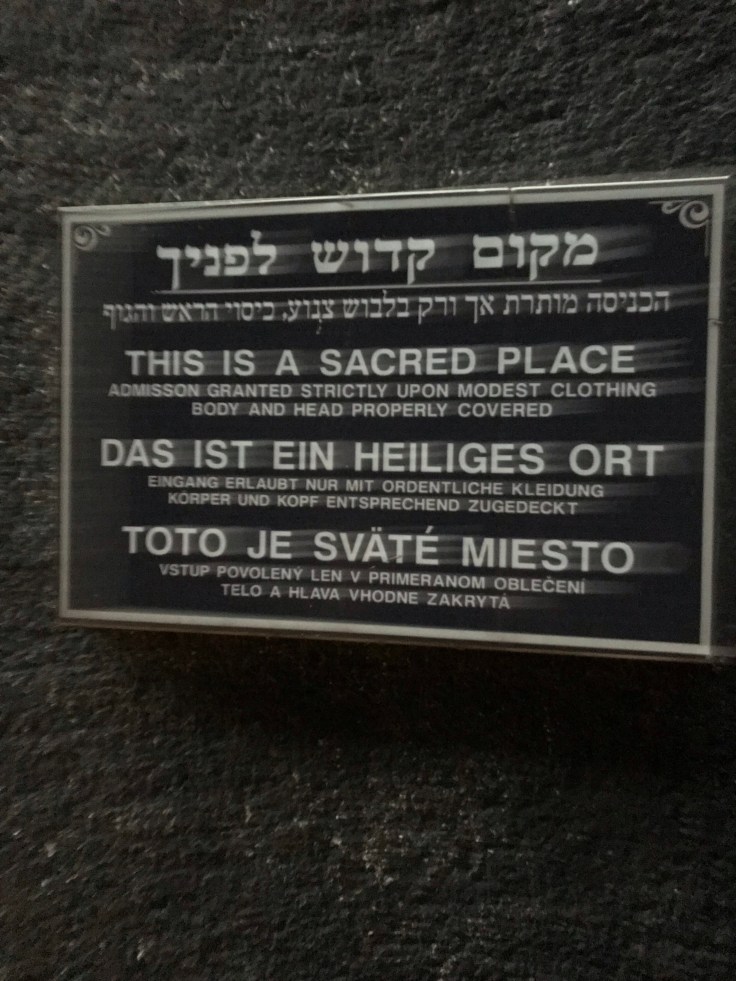 מקום קדוש לפניך
הכניסה מותרת אך ורק בלבוש צנוע, כיסוי הראש והגוף
THIS IS A SACRED PLACE
ADMISSON GRANTED STRICTLY UPON MODEST CLOTHING
BODY AND HEAD PROPERLY COVERED
DAS IST EIN HEILIGES ORT
EINGANG ERLAUBT NUR MIT ORDENTLICHE KLEIDUNG
KÖRPER UND KOPF ENTSPRECHEND ZUGEDECKT
TOTO JE SVÄTÉ MIESTO
VSTUP POVOLENÝ LEN V PRIMERANOM OBLEČENÍ
TELO A HLAVA VHODNE ZAKRYTÁ